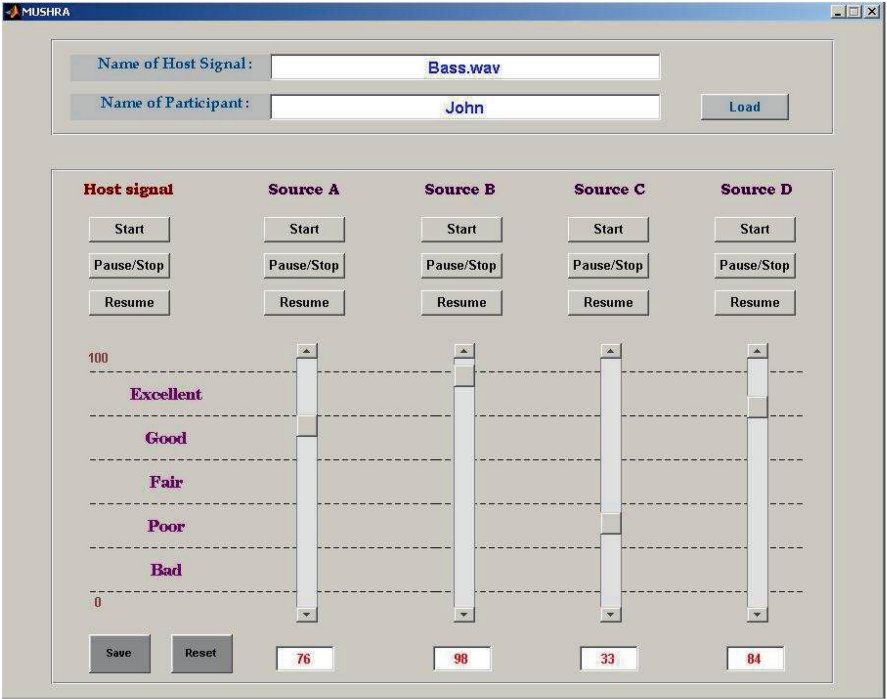 MUSHRA
Name of Host Signal: Bass.wav
Name of Participant: John Load
Host signal Source A Source B Source C Source D
Start Start Start Start Start
Pause/Stop Pause/Stop Pause/Stop Pause/Stop Pause/Stop
Resume Resume Resume Resume Resume
100
Excellent
Good
Fair
Poor
Bad
0
Save Reset 76 98 33 84